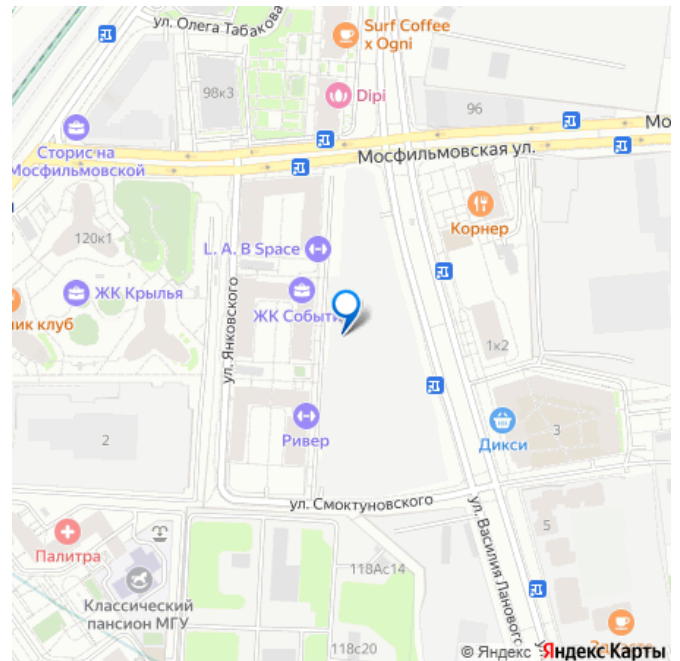 ул. Олега Табакова
Surf Coffee
x Ogni
98к3
Dipi
96
Мо
Сторис на
Мосфильмовской
Мосфильмовская ул.
120к1
L. A. B Space
Корнер
ЖК Крылья
ЖК Событи
ик клуб
ул. Янковского
1к2
2
Ривер
Дикси
3
ул. Смоктуновского
ул. Василия Ланового
5
Палитра
118Ас14
Классический
пансион МГУ
118с20
© Яндекс Яндекс Карты